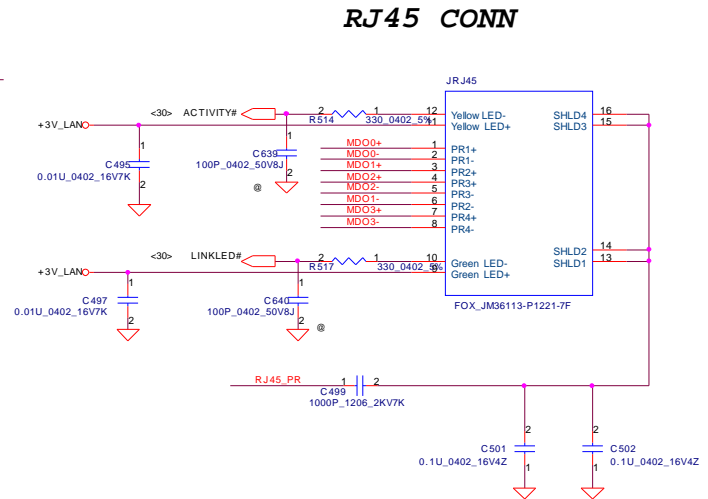 RJ45 CONN
JRJ45
<30> ACTIVITY# 2 1 12 Yellow LED- SHLD4 16
+3V_LAN R514 330_0402_5% 11 Yellow LED+ SHLD3 15
1 C495 2
0.01U_0402_16V7K
1 C639 2
100P_0402_50V8J
@
MDO0+ 1 PR1+
MDO0- 2 PR1-
MDO1+ 3 PR2+
MDO2+ 4 PR3+
MDO2- 5 PR3-
MDO1- 6 PR2-
MDO3+ 7 PR4+
MDO3- 8 PR4-
SHLD2 14
<30> LINKLED# 2 1 10 Green LED- SHLD1 13
+3V_LAN R517 330_0402_5% 9 Green LED+
1 C497 2
0.01U_0402_16V7K
1 C640 2
100P_0402_50V8J
@
FOX_JM36113-P1221-7F
RJ45_PR 1 2
C499
1000P_1206_2KV7K
2 C501 1
0.1U_0402_16V4Z
2 C502 1
0.1U_0402_16V4Z